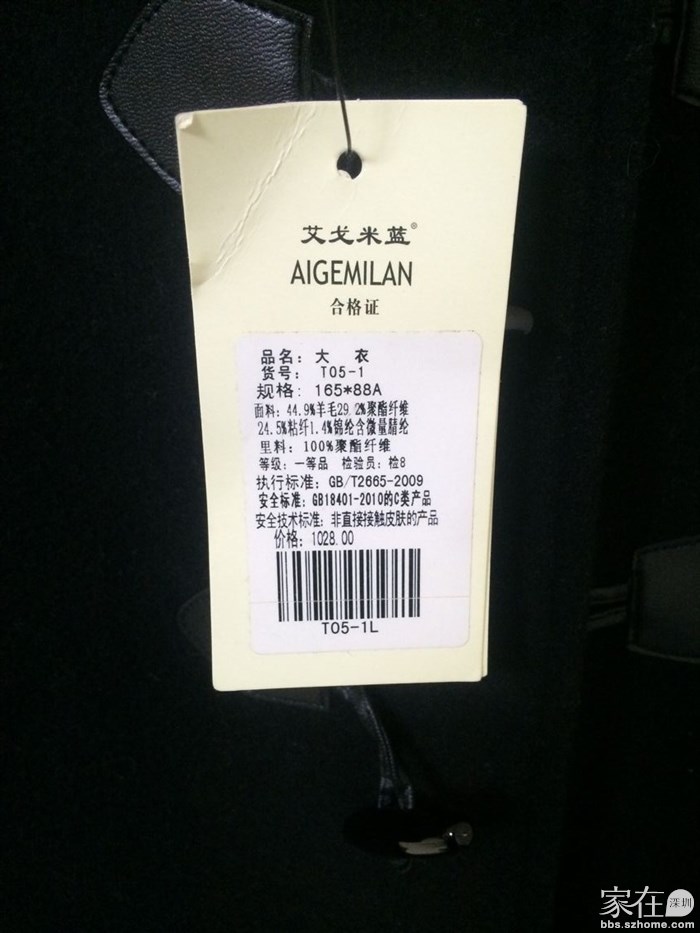 艾戈米蓝®
AIGEMILAN
合格证
品名：大 衣
货号： T05-1
规格： 165*88A
面料：44.9%羊毛29.2%聚酯纤维
24.5%粘纤1.4%锦纶含微量腈纶
里料：100%聚酯纤维
等级：一等品 检验员：检8
执行标准：GB/T2665-2009
安全标准：GB18401-2010的C类产品
安全技术标准：非直接接触皮肤的产品
价格：1028.00
T05-1L
家在深圳
bbs.szhome.com